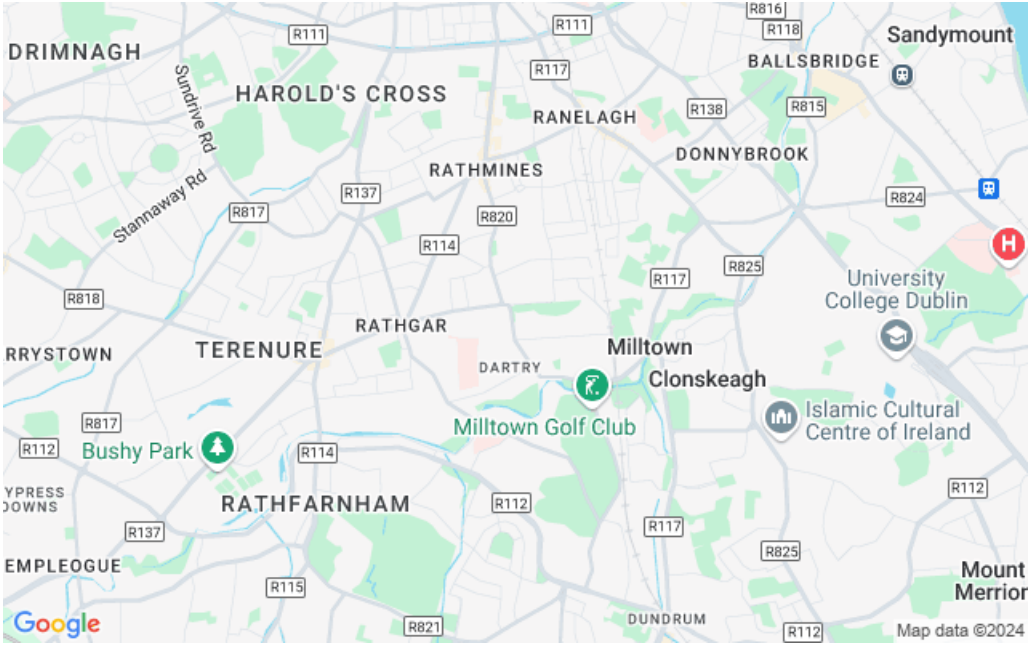 R816
R111
R111
R118
Sandymount
DRIMNAGH
BALLSBRIDGE
R117
Sundrive Rd
HAROLD'S CROSS
R138
R815
RANELAGH
DONNYBROOK
RATHMINES
R137
R824
Stannaway Rd
R817
R820
R114
H
R825
R117
University
College Dublin
R818
RATHGAR
TERENURE
Milltown
ARRYSTOWN
DARTRY
Clonskeagh
R817
Islamic Cultural
Centre of Ireland
Milltown Golf Club
R112
Bushy Park
R114
R112
YPRESS
DOWNS
RATHFARNHAM
R112
R137
R117
R825
EMPLEOGUE
Mount
Merrion
R115
DUNDRUM
Google
R821
R112
Map data ©2024